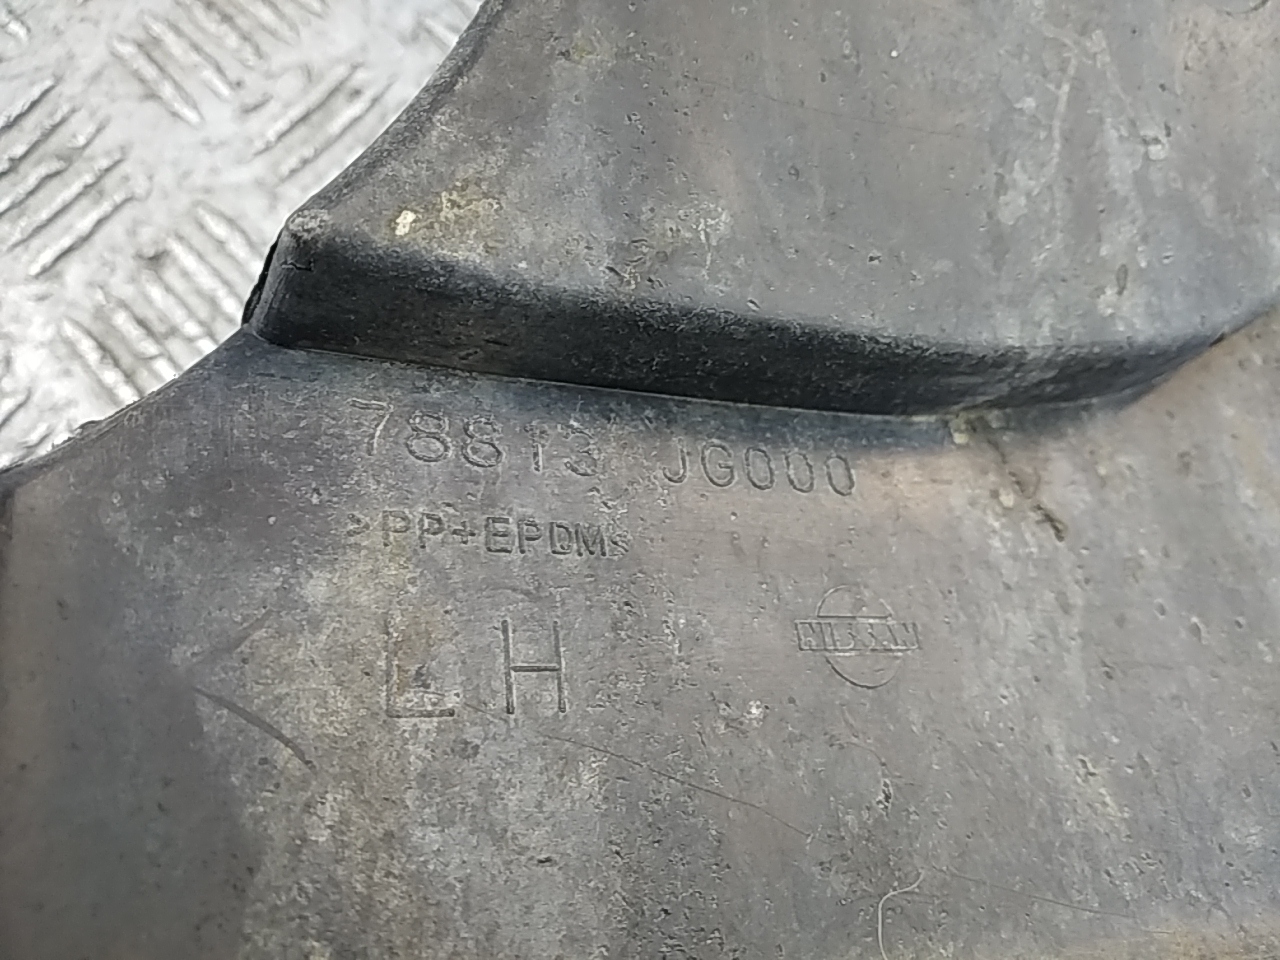 78813 JG000
>PP+EPDM<
LH
NISSAN